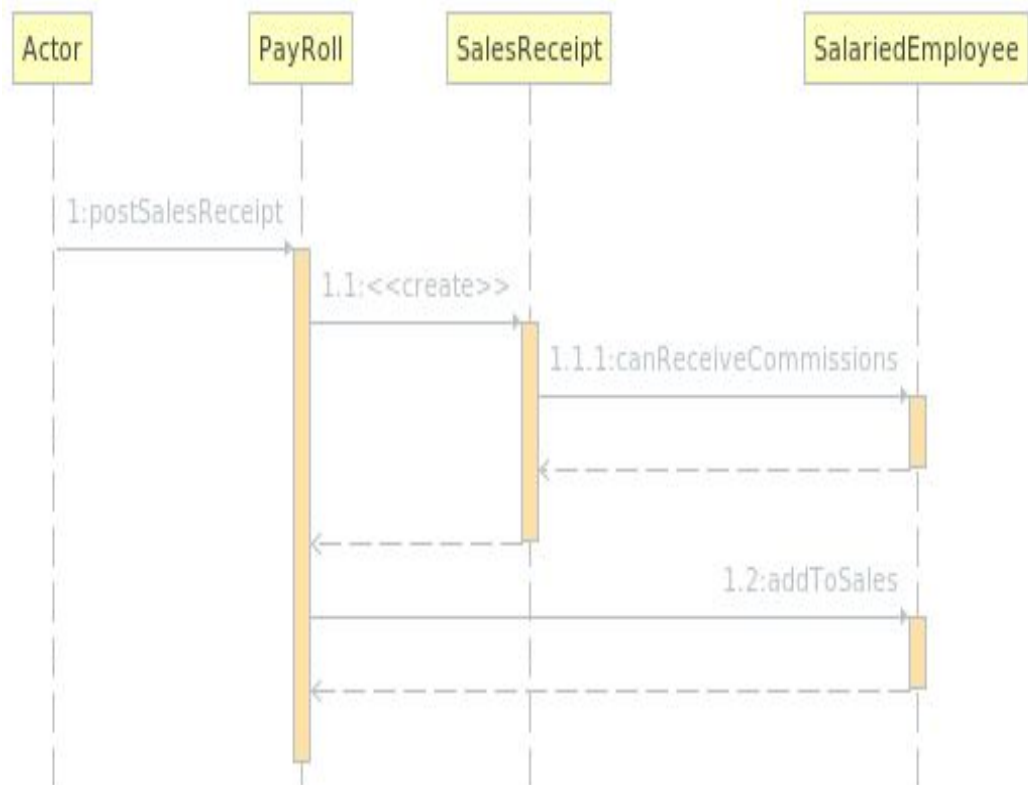 Actor
PayRoll
SalesReceipt
SalariedEmployee
1:postSalesReceipt
1.1:<<create>>
1.1.1:canReceiveCommissions
1.2:addToSales